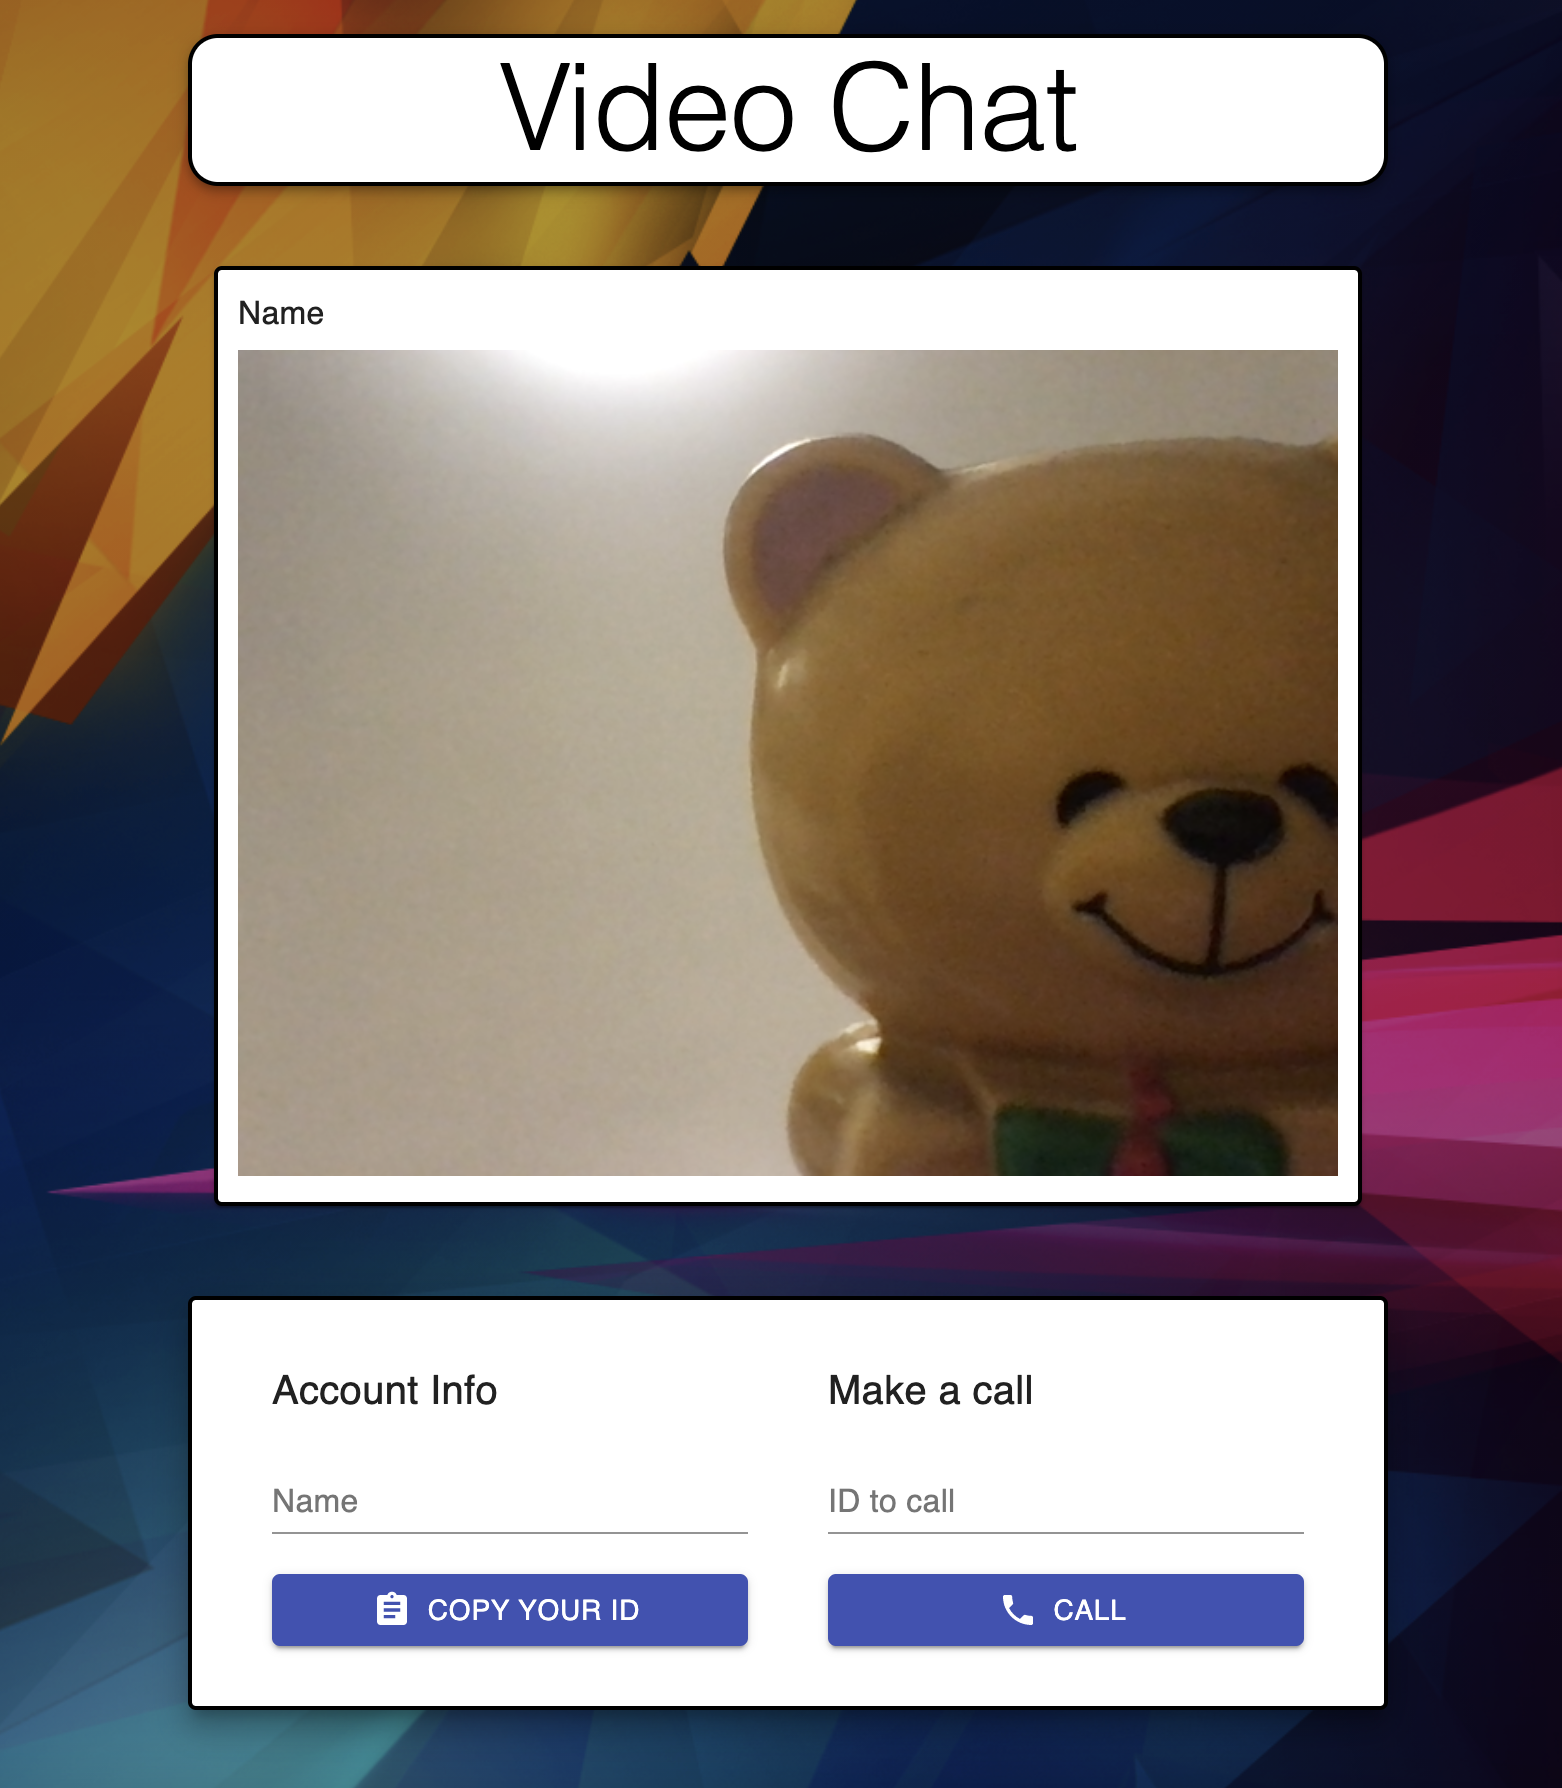 Video Chat
Name
Account Info
Name
COPY YOUR ID
Make a call
ID to call
CALL